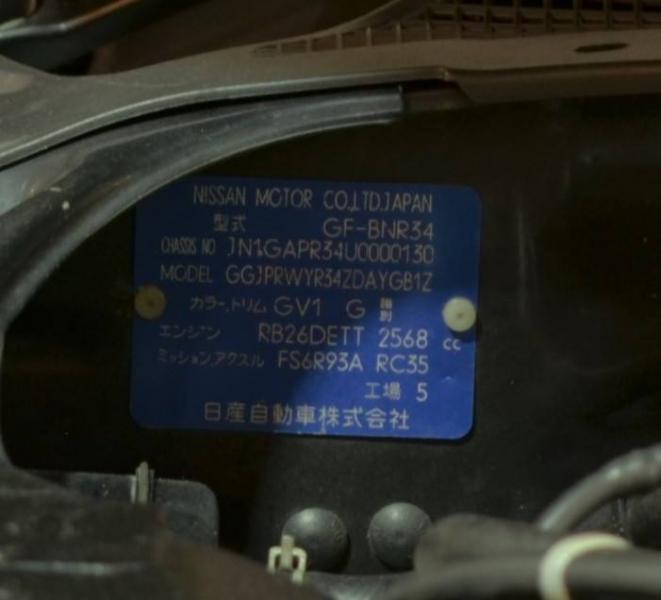 NISSAN MOTOR CO.,LTD.JAPAN
型式 GF-BNR34
CHASSIS NO JN1GAPR34U0000130
MODEL GGJPRWYR34ZDAYGB1Z
カラー,トリム GV1 G 識別
エンジン RB26DETT 2568 cc
ミッション,アクスル FS6R93A RC35
工場 5
日産自動車株式会社